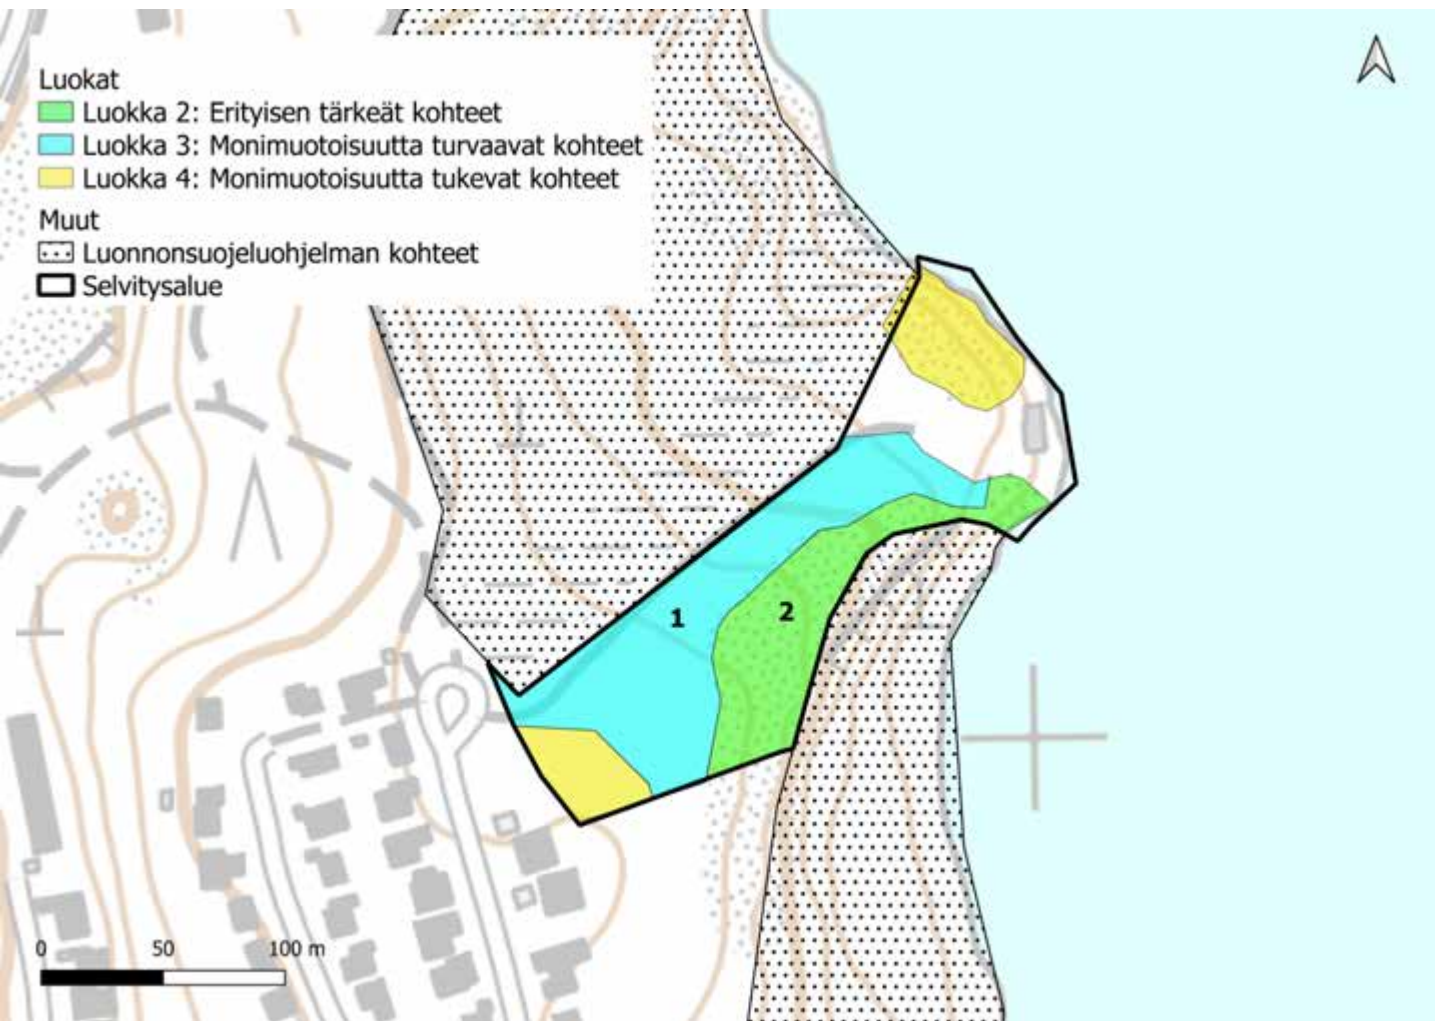 Luokat
Luokka 2: Erityisen tärkeät kohteet
Luokka 3: Monimuotoisuutta turvaavat kohteet
Luokka 4: Monimuotoisuutta tukevat kohteet
Muut
Luonnonsuojeluohjelman kohteet
Selvitysalue
1
2
0 50 100 m